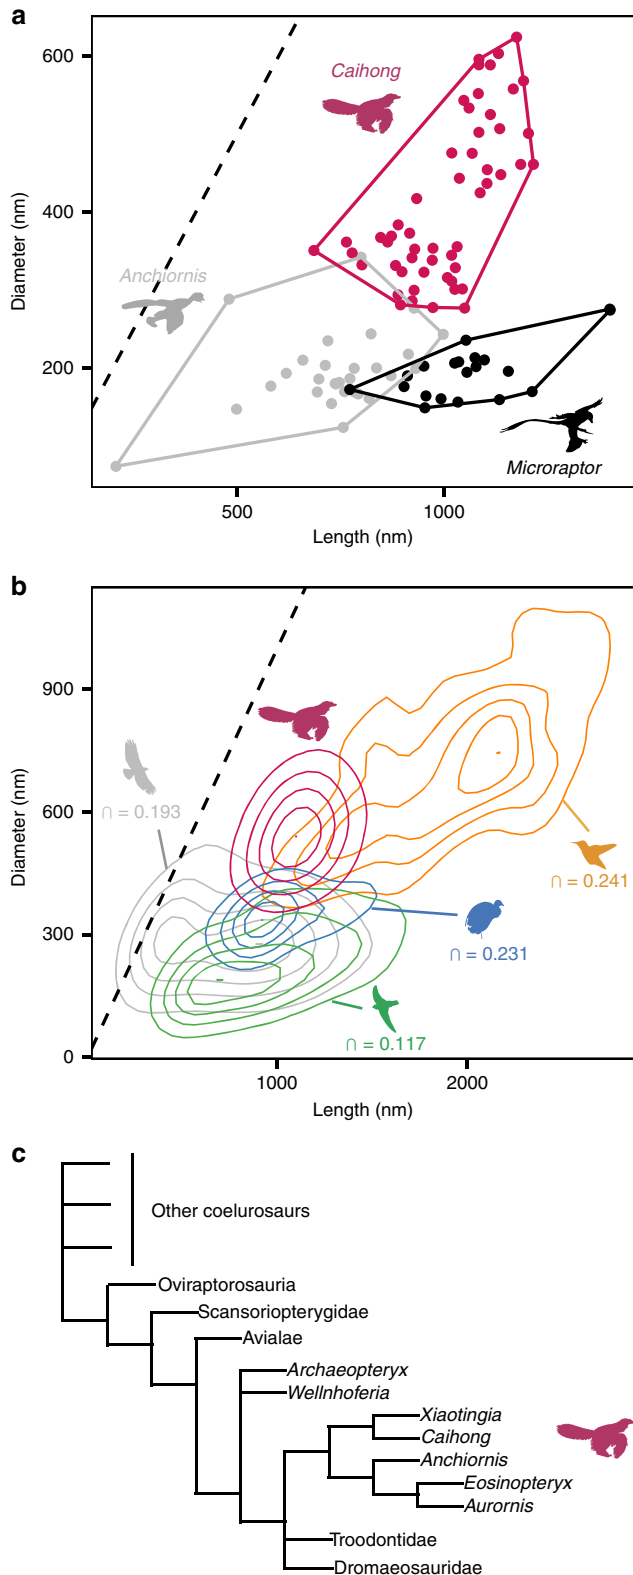 a
600
400
200
Diameter (nm)
Caihong
Anchiornis
Microraptor
500
1000
Length (nm)
b
900
600
300
0
Diameter (nm)
∩ = 0.193
∩ = 0.241
∩ = 0.231
∩ = 0.117
1000
2000
Length (nm)
c
Other coelurosaurs
Oviraptorosauria
Scansoriopterygidae
Avialae
Archaeopteryx
Wellnhoferia
Xiaotingia
Caihong
Anchiornis
Eosinopteryx
Aurornis
Troodontidae
Dromaeosauridae